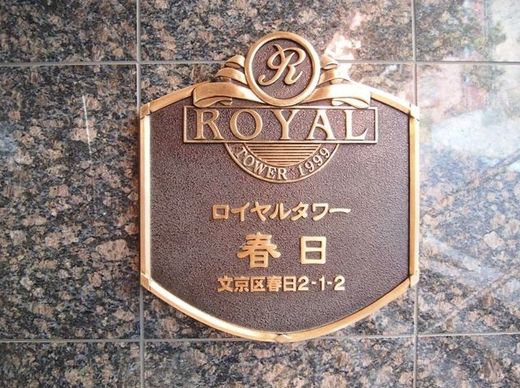 R
ROYAL
TOWER 1999
ロイヤルタワー
春日
文京区春日2-1-2